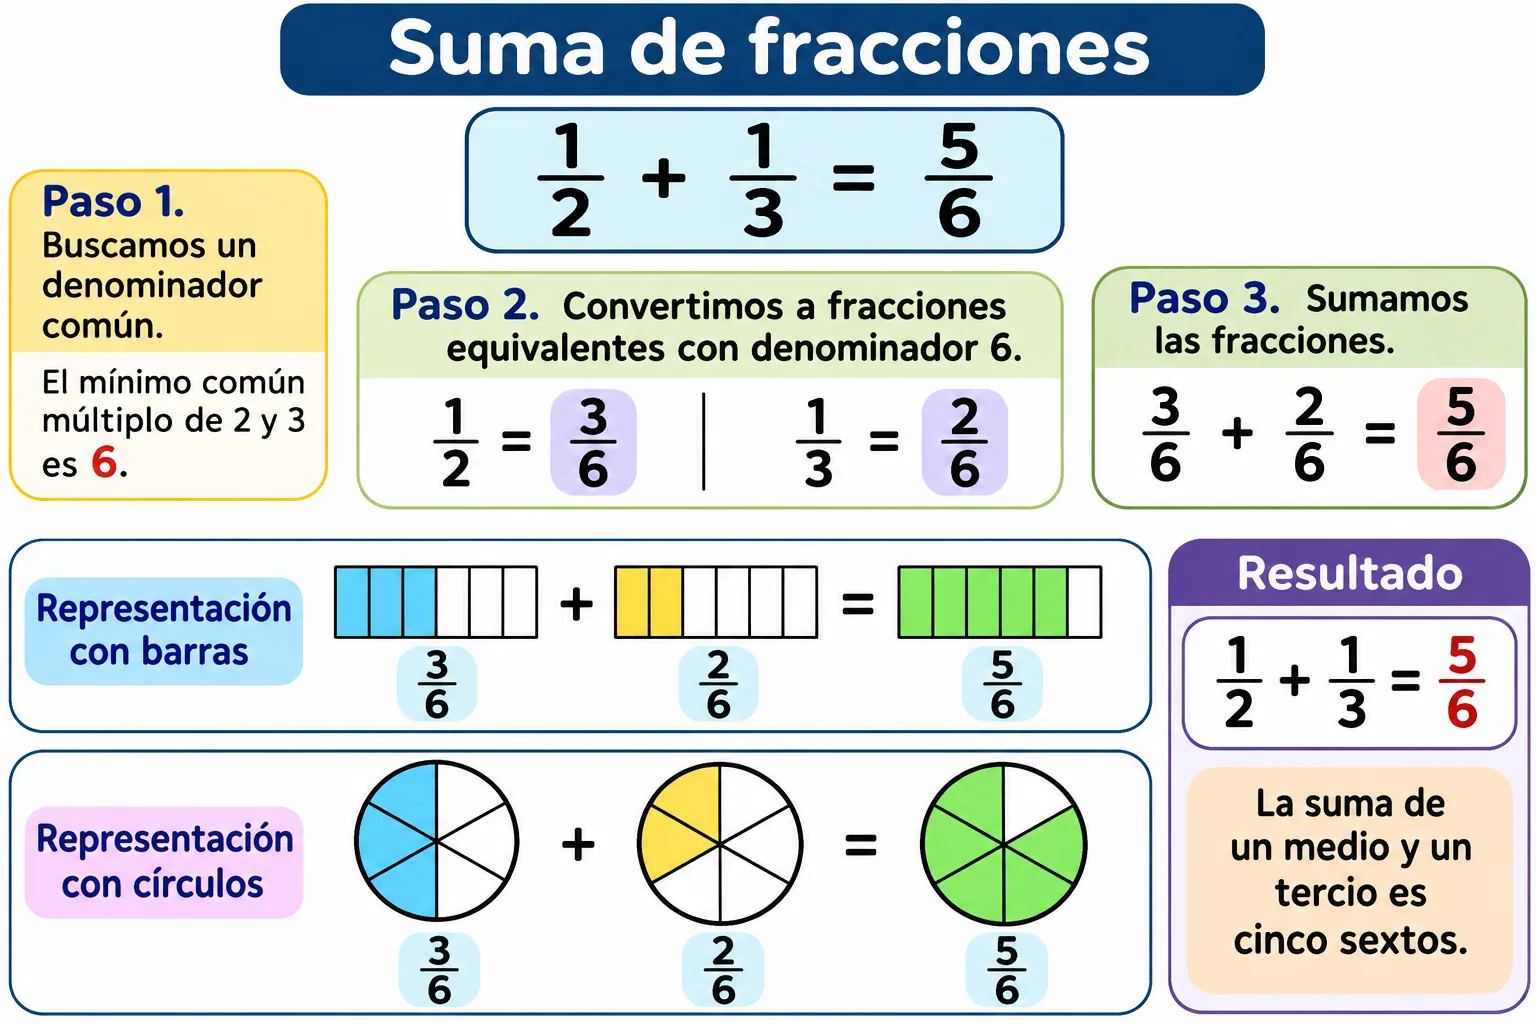 Suma de fracciones
1/2 + 1/3 = 5/6
Paso 1.
Buscamos un
denominador
común.
El mínimo común
múltiplo de 2 y 3
es 6.
Paso 2. Convertimos a fracciones
equivalentes con denominador 6.
1/2 = 3/6 | 1/3 = 2/6
Paso 3. Sumamos
las fracciones.
3/6 + 2/6 = 5/6
Representación
con barras
+ =
3/6 2/6 5/6
Representación
con círculos
+ =
3/6 2/6 5/6
Resultado
1/2 + 1/3 = 5/6
La suma de
un medio y un
tercio es
cinco sextos.